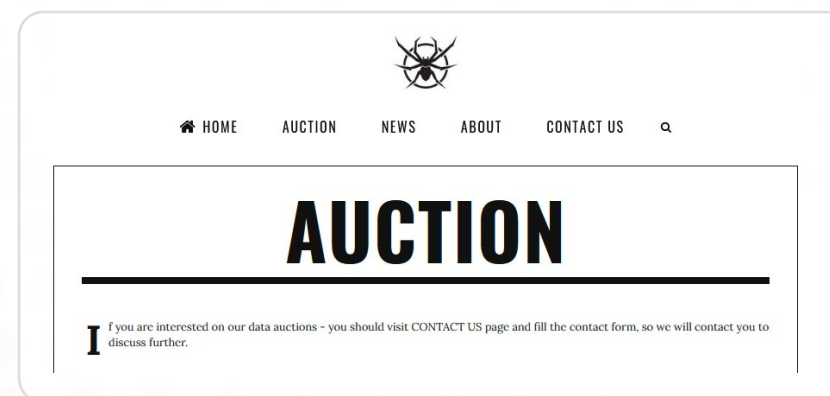 HOME AUCTION NEWS ABOUT CONTACT US
AUCTION
If you are interested on our data auctions - you should visit CONTACT US page and fill the contact form, so we will contact you to
discuss further.